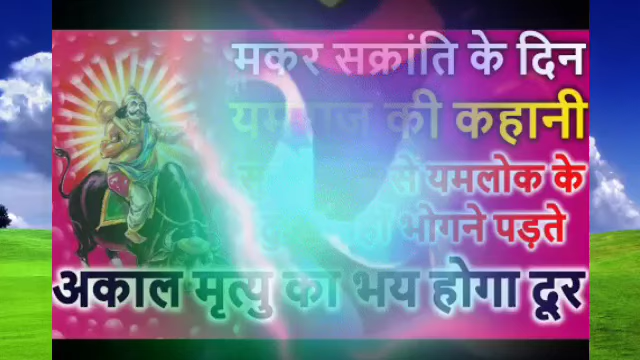 मकर सक्रांति के दिन
की कहानी
से यमलोक के
भोगने पड़ते
अकाल मृत्यु का भय होगा दूर